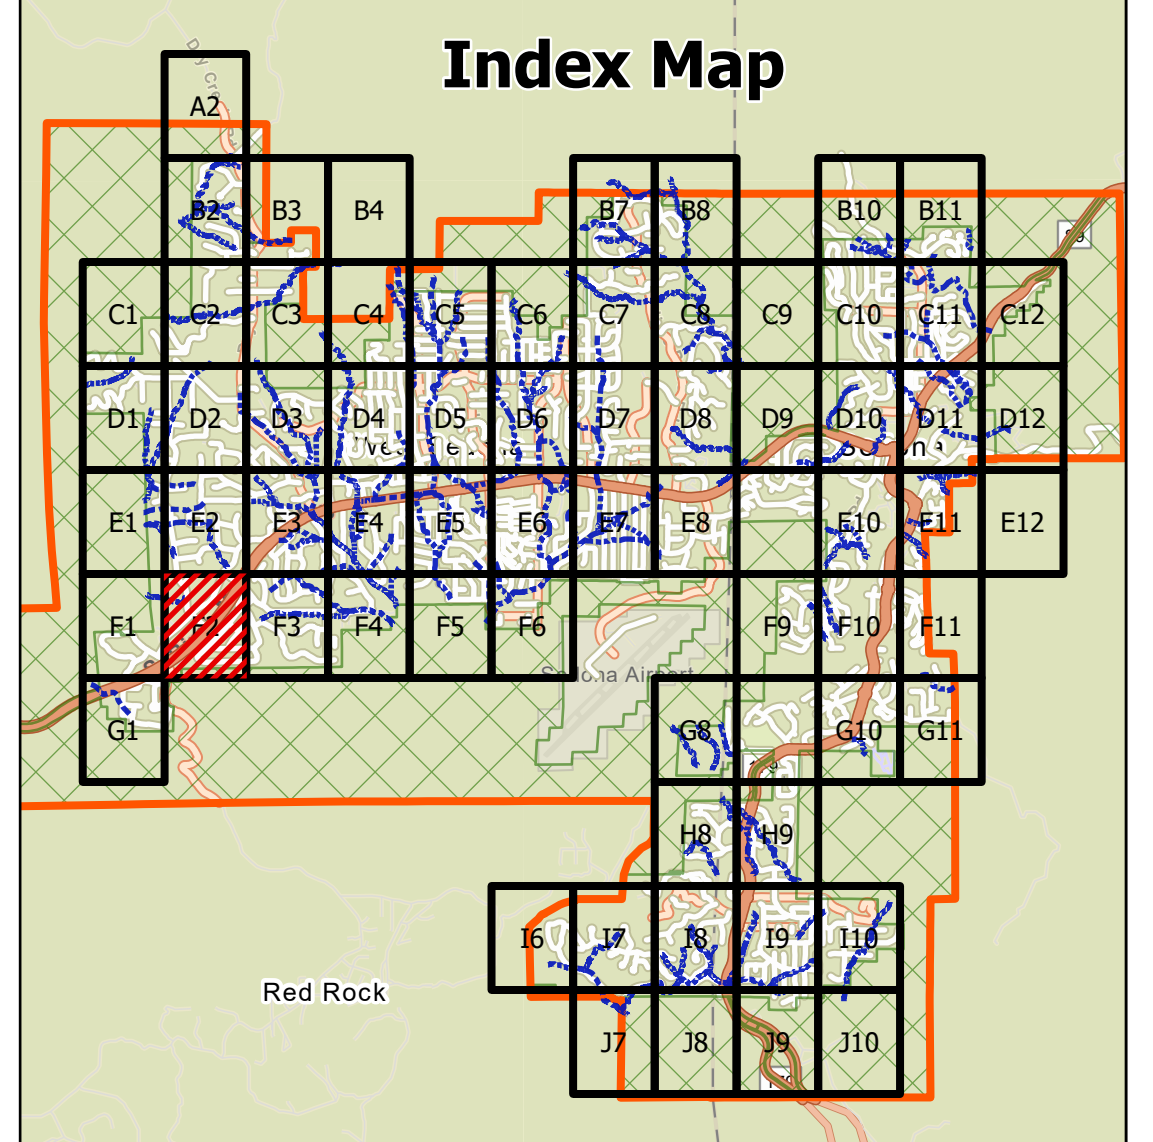 Index Map
A2
B2 B3 B4 B7 B8 B10 B11
C1 C2 C3 C4 C5 C6 C7 C8 C9 C10 C11 C12
D1 D2 D3 D4 D5 D6 D7 D8 D9 D10 D11 D12
E1 E2 E3 E4 E5 E6 E7 E8 E10 E11 E12
F1 F2 F3 F4 F5 F6 F9 F10 F11
Sedona Airport
G1 G8 G10 G11
H8 H9
I6 I7 I8 I9 I10
Red Rock
J7 J8 J9 J10